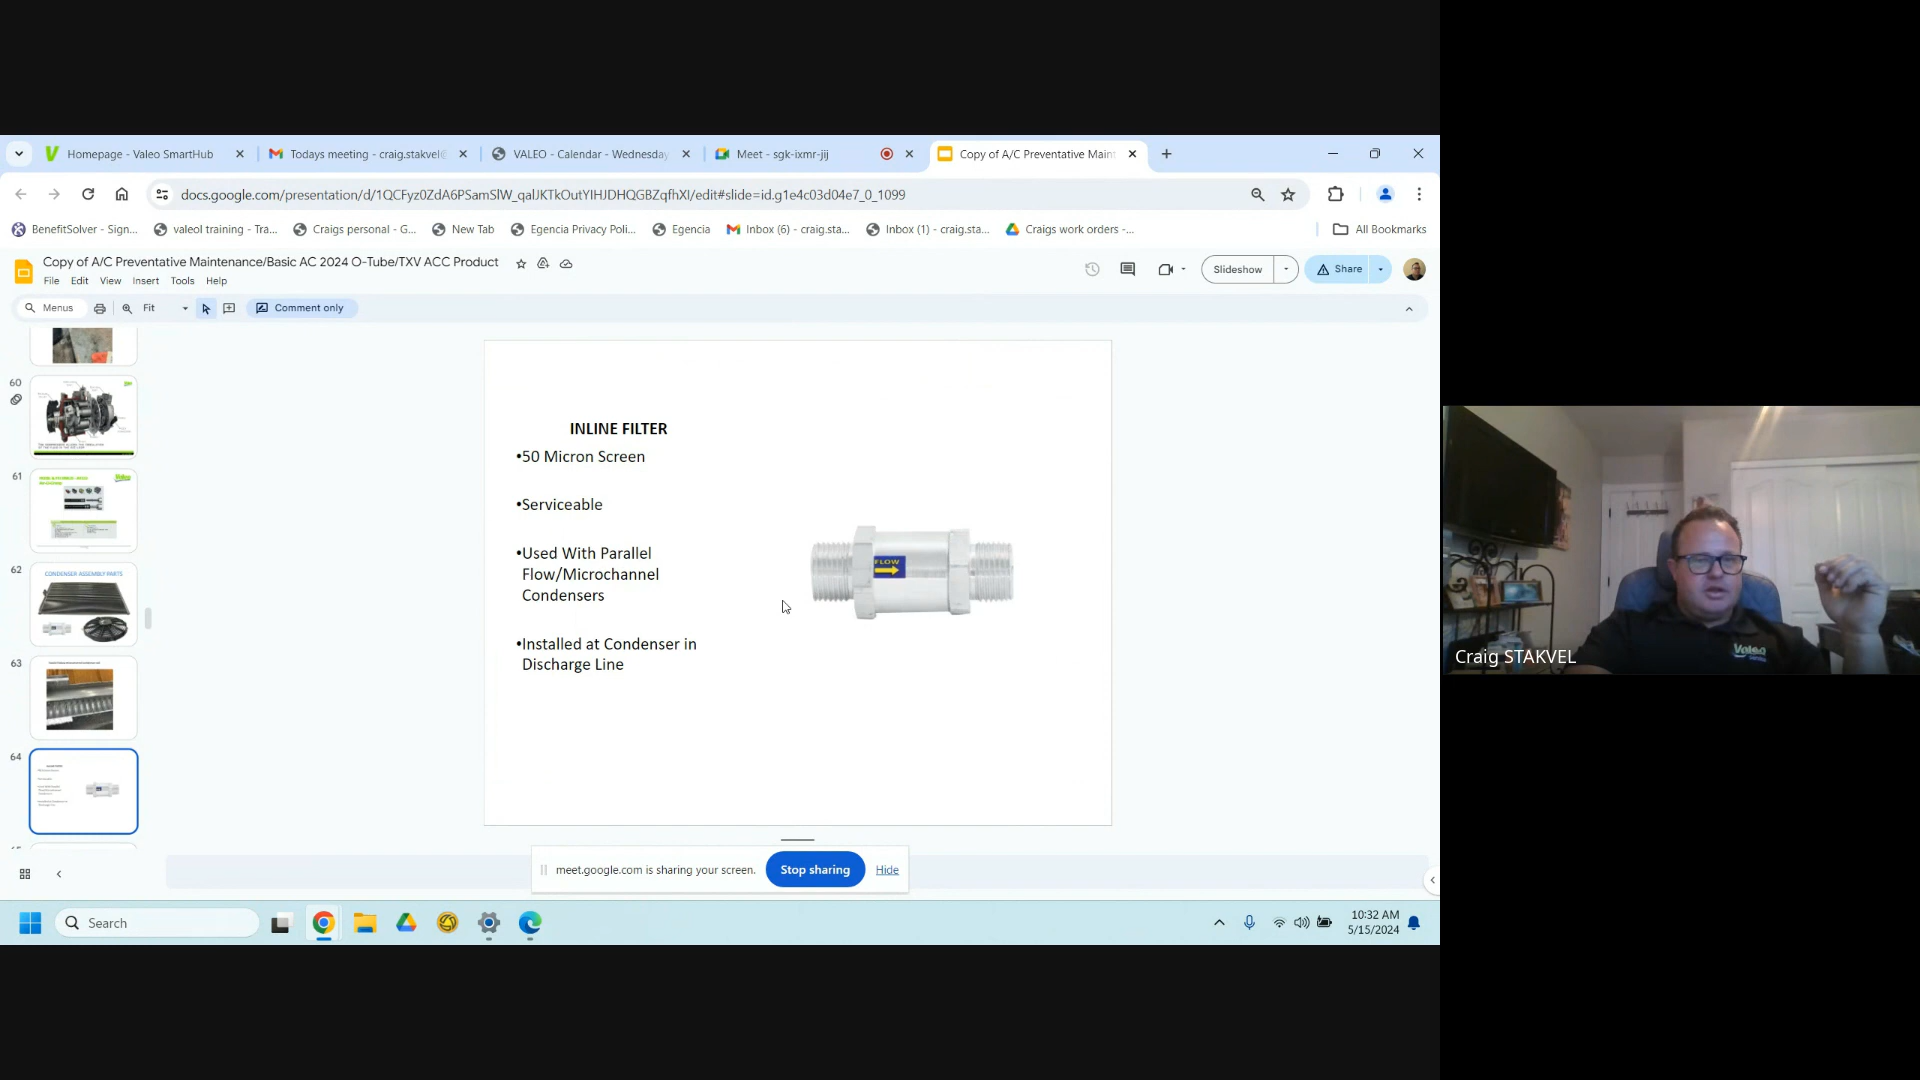 Homepage - Valeo SmartHub
Todays meeting - craig.stakvel@
VALEO - Calendar - Wednesday
Meet - sgk-ixmr-jij
Copy of A/C Preventative Main
docs.google.com/presentation/d/1QCFyz0ZdA6PSamSlW_qalJKTkOutYIHJDHQGBZqfhXI/edit#slide=id.g1e4c03d04e7_0_1099
BenefitSolver - Sign...
valeol training - Tra...
Craigs personal - G...
New Tab
Egencia Privacy Poli...
Egencia
Inbox (6) - craig.sta...
Inbox (1) - craig.sta...
Craigs work orders -...
All Bookmarks
Copy of A/C Preventative Maintenance/Basic AC 2024 O-Tube/TXV ACC Product
File Edit View Insert Tools Help
Slideshow
Share
Menus
Fit
Comment only
60
61
62
CONDENSER ASSEMBLY PARTS
63
64
INLINE FILTER
•50 Micron Screen
•Serviceable
•Used With Parallel
Flow/Microchannel
Condensers
•Installed at Condenser in
Discharge Line
FLOW
Valeo
Craig STAKVEL
meet.google.com is sharing your screen.
Stop sharing
Hide
Search
10:32 AM
5/15/2024